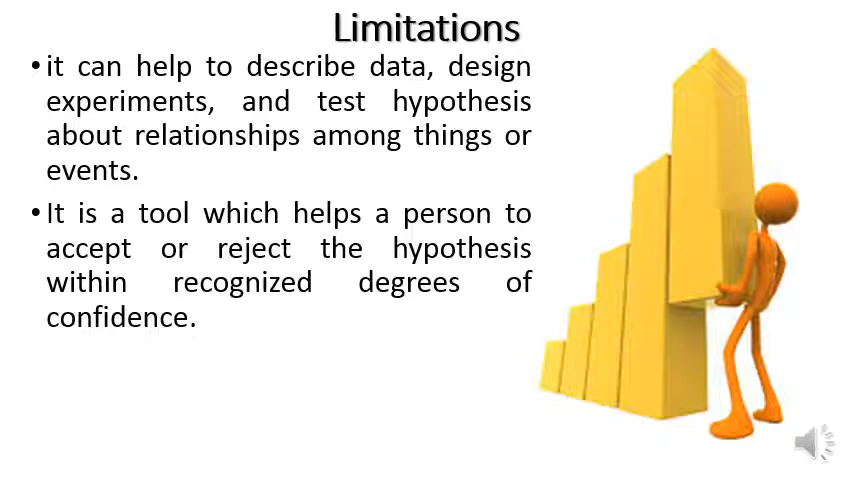 Limitations
• it can help to describe data, design
experiments, and test hypothesis
about relationships among things or
events.
• It is a tool which helps a person to
accept or reject the hypothesis
within recognized degrees of
confidence.